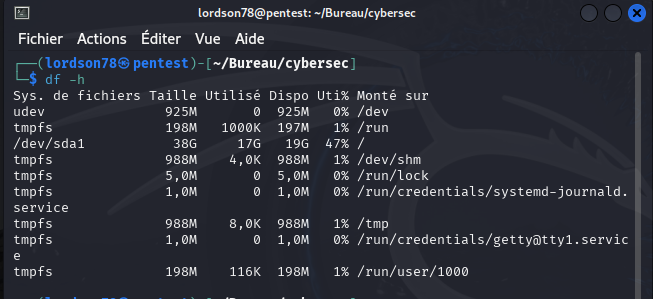 lordson78@pentest: ~/Bureau/cybersec
Fichier Actions Éditer Vue Aide
┌──(lordson78㉿pentest)-[~/Bureau/cybersec]
└─$ df -h
Sys. de fichiers Taille Utilisé Dispo Uti% Monté sur
udev 925M 0 925M 0% /dev
tmpfs 198M 1000K 197M 1% /run
/dev/sda1 38G 17G 19G 47% /
tmpfs 988M 4,0K 988M 1% /dev/shm
tmpfs 5,0M 0 5,0M 0% /run/lock
tmpfs 1,0M 0 1,0M 0% /run/credentials/systemd-journald.
service
tmpfs 988M 8,0K 988M 1% /tmp
tmpfs 1,0M 0 1,0M 0% /run/credentials/getty@tty1.servic
e
tmpfs 198M 116K 198M 1% /run/user/1000